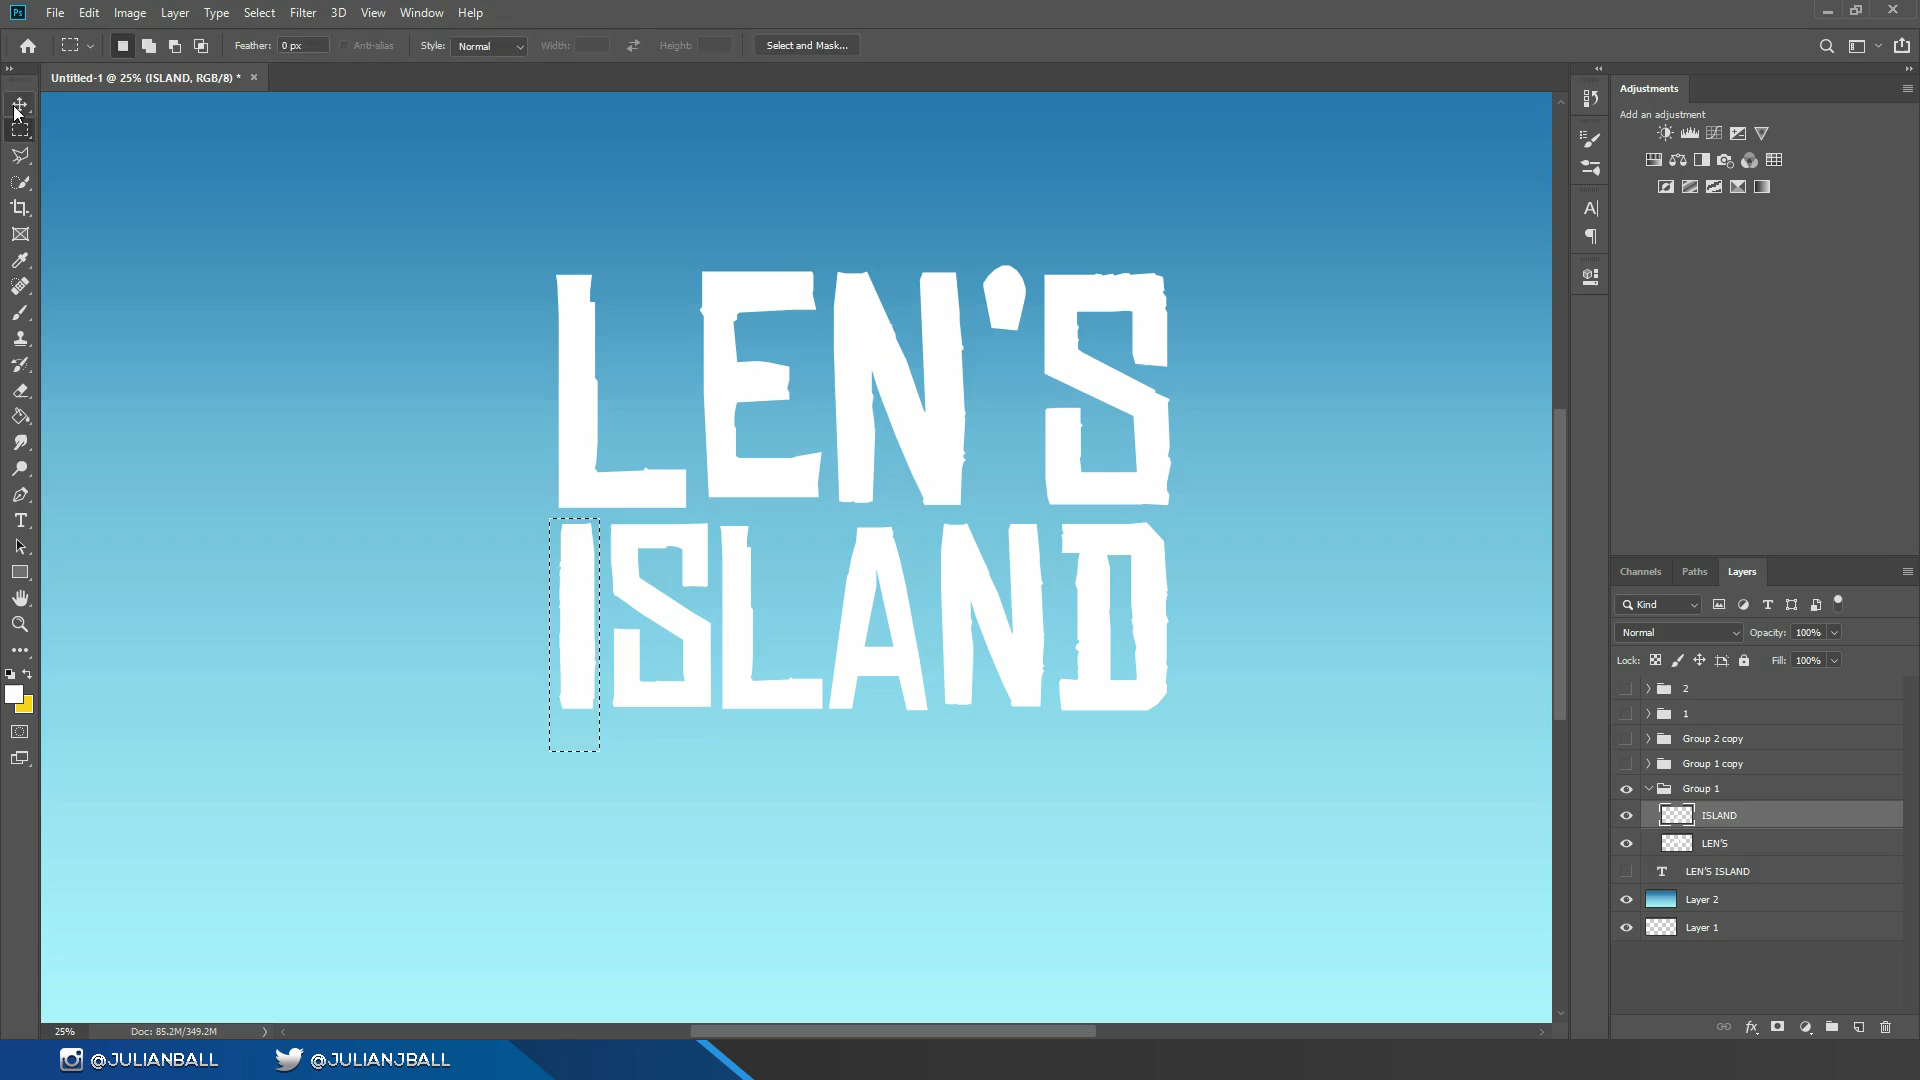 Ps File Edit Image Layer Type Select Filter 3D View Window Help
Feather: 0 px Anti-alias Style: Normal Width: Height: Select and Mask...
Untitled-1 @ 25% (ISLAND, RGB/8) * ×
Adjustments
Add an adjustment
LEN'S
ISLAND
Channels Paths Layers
Kind
Normal Opacity: 100%
Lock: Fill: 100%
2
1
Group 2 copy
Group 1 copy
Group 1
ISLAND
LEN'S
T LEN'S ISLAND
Layer 2
Layer 1
25% Doc: 85.2M/349.2M
fx
@JULIANBALL @JULIANJBALL